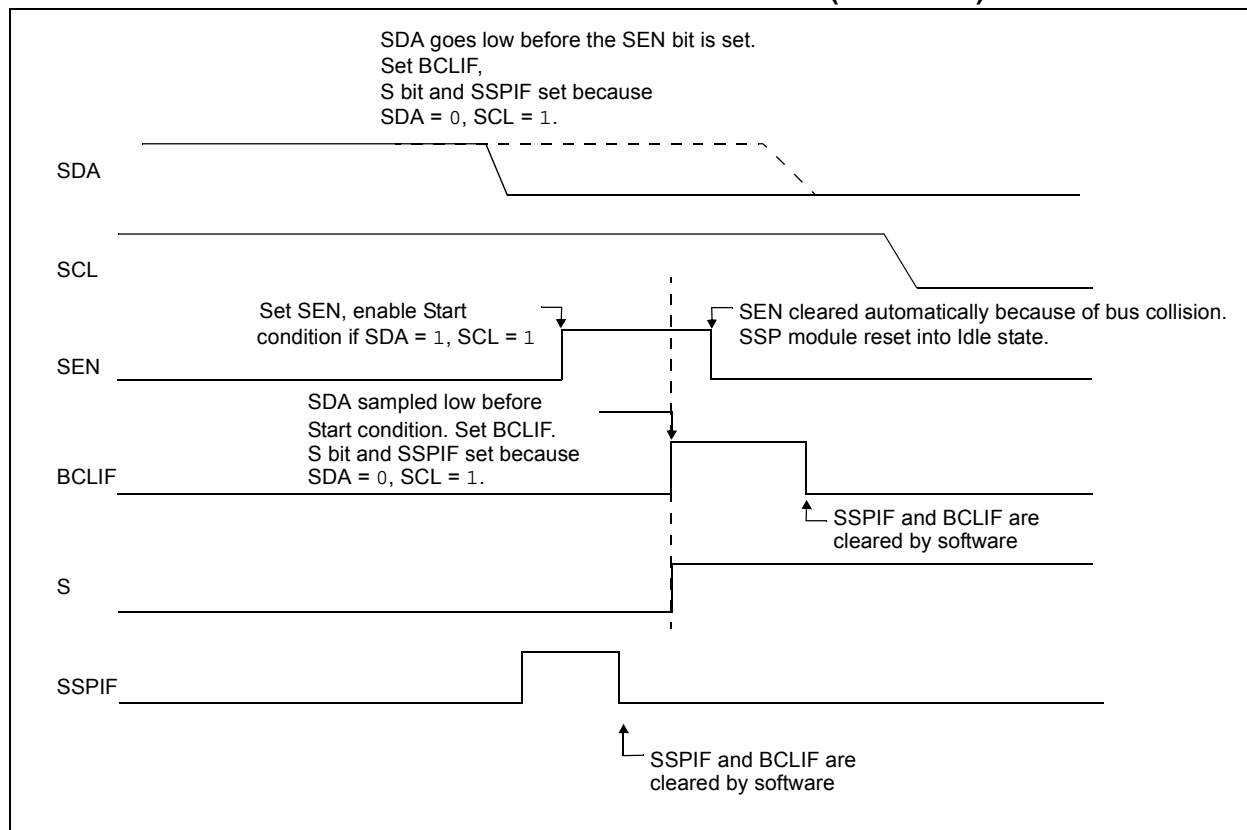 SDA goes low before the SEN bit is set.
Set BCLIF,
S bit and SSPIF set because
SDA = 0, SCL = 1.
SDA
SCL
Set SEN, enable Start
condition if SDA = 1, SCL = 1
SEN cleared automatically because of bus collision.
SSP module reset into Idle state.
SEN
SDA sampled low before
Start condition. Set BCLIF.
S bit and SSPIF set because
SDA = 0, SCL = 1.
BCLIF
SSPIF and BCLIF are
cleared by software
S
SSPIF
SSPIF and BCLIF are
cleared by software